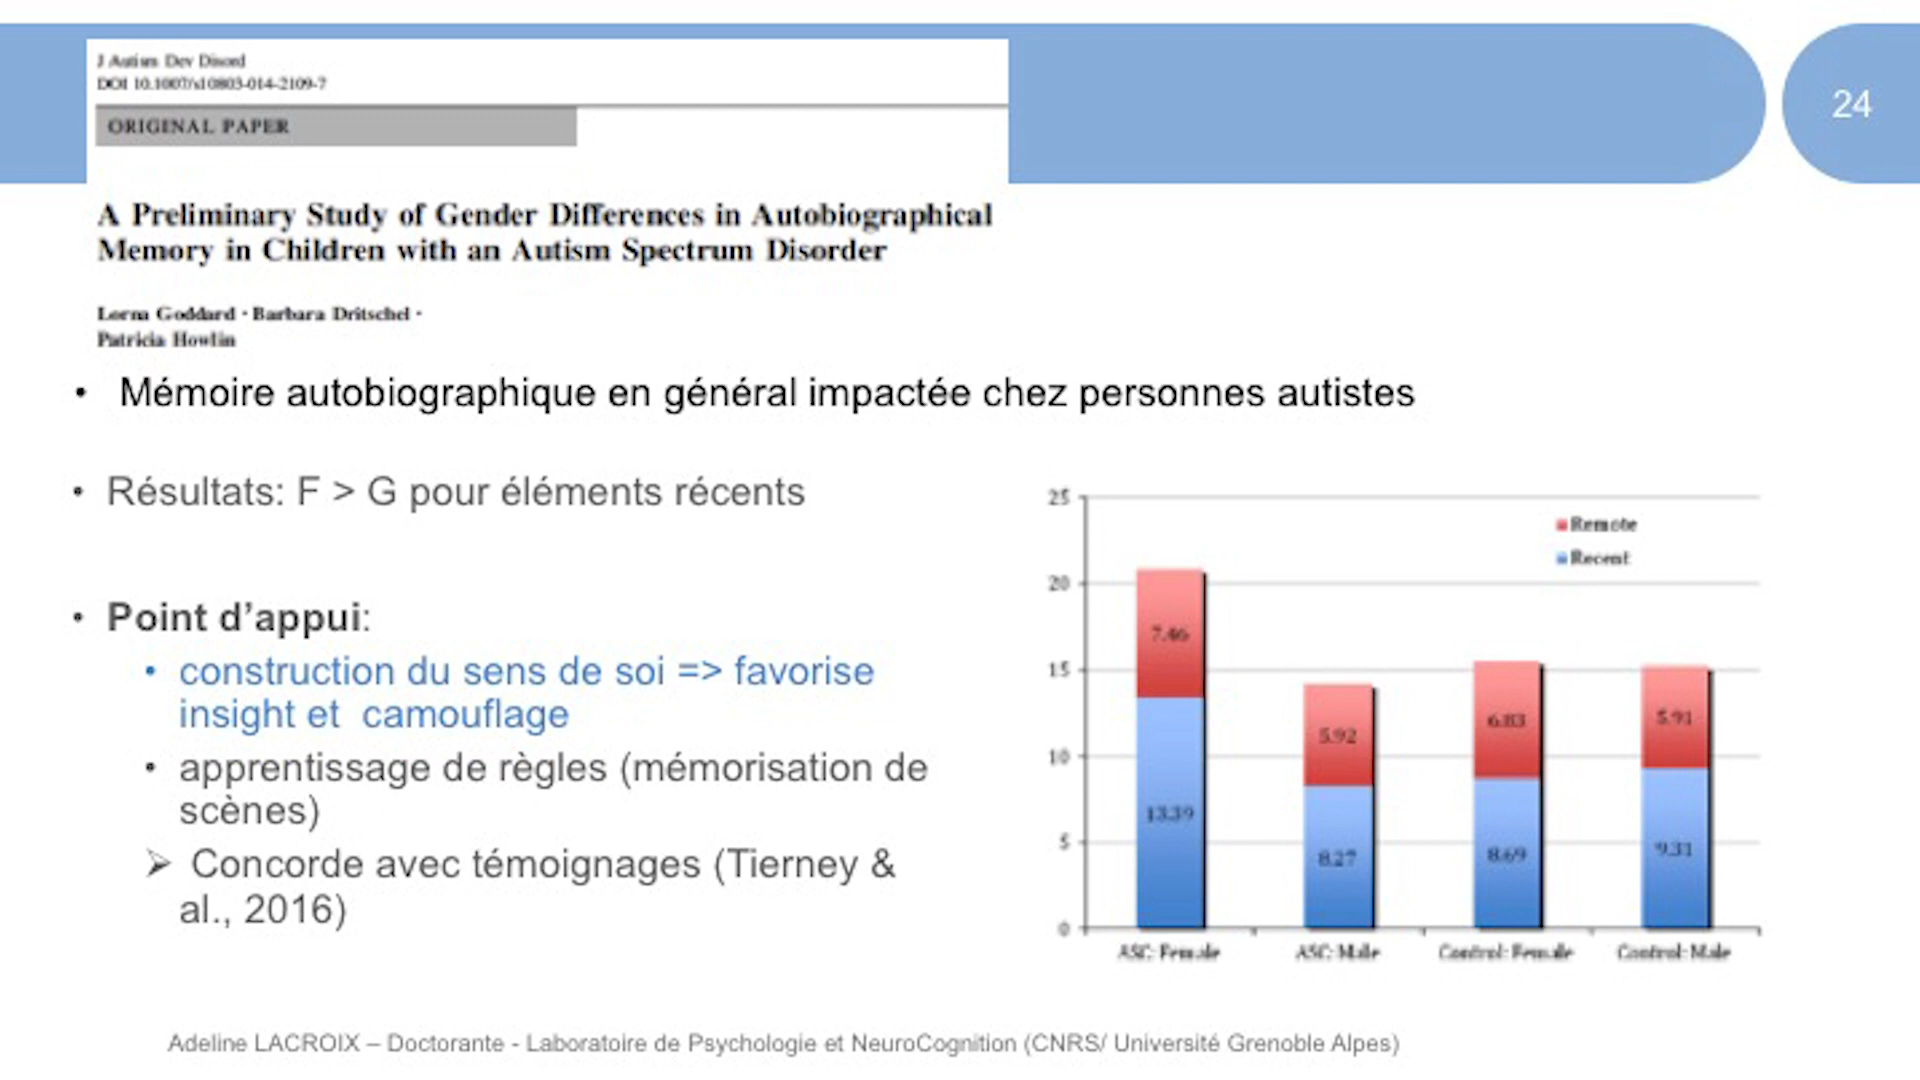 24
J Autism Dev Disord
DOI 10.1007/s10803-014-2109-7
ORIGINAL PAPER
A Preliminary Study of Gender Differences in Autobiographical
Memory in Children with an Autism Spectrum Disorder
Lorna Goddard · Barbara Dritschel ·
Patricia Howlin
• Mémoire autobiographique en général impactée chez personnes autistes
• Résultats: F > G pour éléments récents
• Point d’appui:
• construction du sens de soi => favorise
insight et camouflage
• apprentissage de règles (mémorisation de
scènes)
➢ Concorde avec témoignages (Tierney &
al., 2016)
25
20
15
10
5
0
Remote
Recent
7.46
5.92
6.83
5.91
13.39
8.27
8.69
9.31
ASC: Female
ASC: Male
Control: Female
Control: Male
Adeline LACROIX – Doctorante - Laboratoire de Psychologie et NeuroCognition (CNRS/ Université Grenoble Alpes)